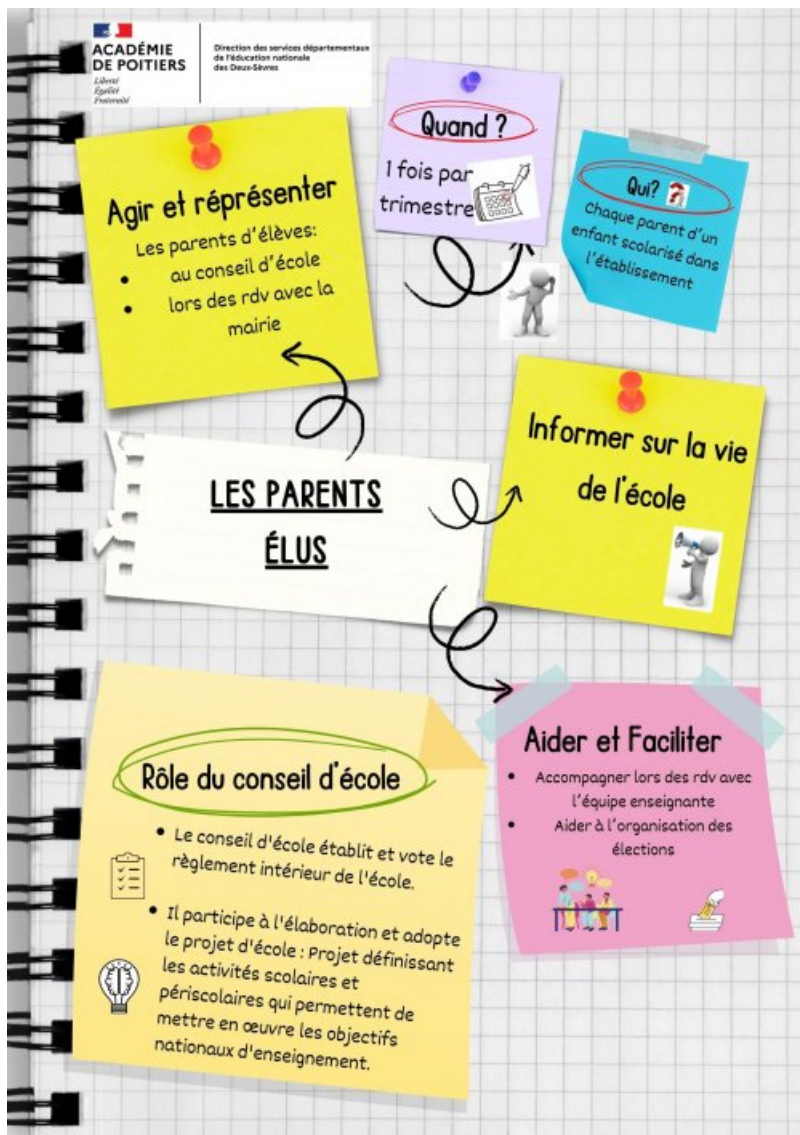 ACADÉMIE
DE POITIERS
Liberté
Égalité
Fraternité
Direction des services départementaux
de l'éducation nationale
des Deux-Sèvres
Quand ?
1 fois par
trimestre
Qui?
Chaque parent d'un
enfant scolarisé dans
l'établissement
Agir et réprésenter
Les parents d'élèves:
• au conseil d'école
• lors des rdv avec la
mairie
Informer sur la vie
de l'école
LES PARENTS
ÉLUS
Aider et Faciliter
• Accompagner lors des rdv avec
l'équipe enseignante
• Aider à l'organisation des
élections
Rôle du conseil d'école
• Le conseil d'école établit et vote le
règlement intérieur de l'école.
• Il participe à l'élaboration et adopte
le projet d'école : Projet définissant
les activités scolaires et
périscolaires qui permettent de
mettre en œuvre les objectifs
nationaux d'enseignement.